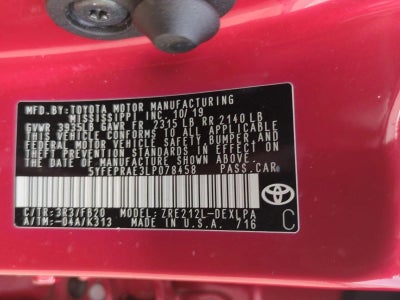 MFD.BY:TOYOTA MOTOR MANUFACTURING
MISSISSIPPI INC. 10/19
GVWR 3935LB GAWR FR 2315 LB RR 2140 LB
THIS VEHICLE CONFORMS TO ALL APPLICABLE
FEDERAL MOTOR VEHICLE SAFETY, BUMPER, AND
THEFT PREVENTION STANDARDS IN EFFECT ON
THE DATE OF MANUFACTURE SHOWN ABOVE.
5YFEPRAE3LP078458 PASS.CAR
C/TR:3R3/FB20 MODEL: ZRE212L-DEXLPA
A/TM:-04A/K313 MADE IN U.S.A. 716
C